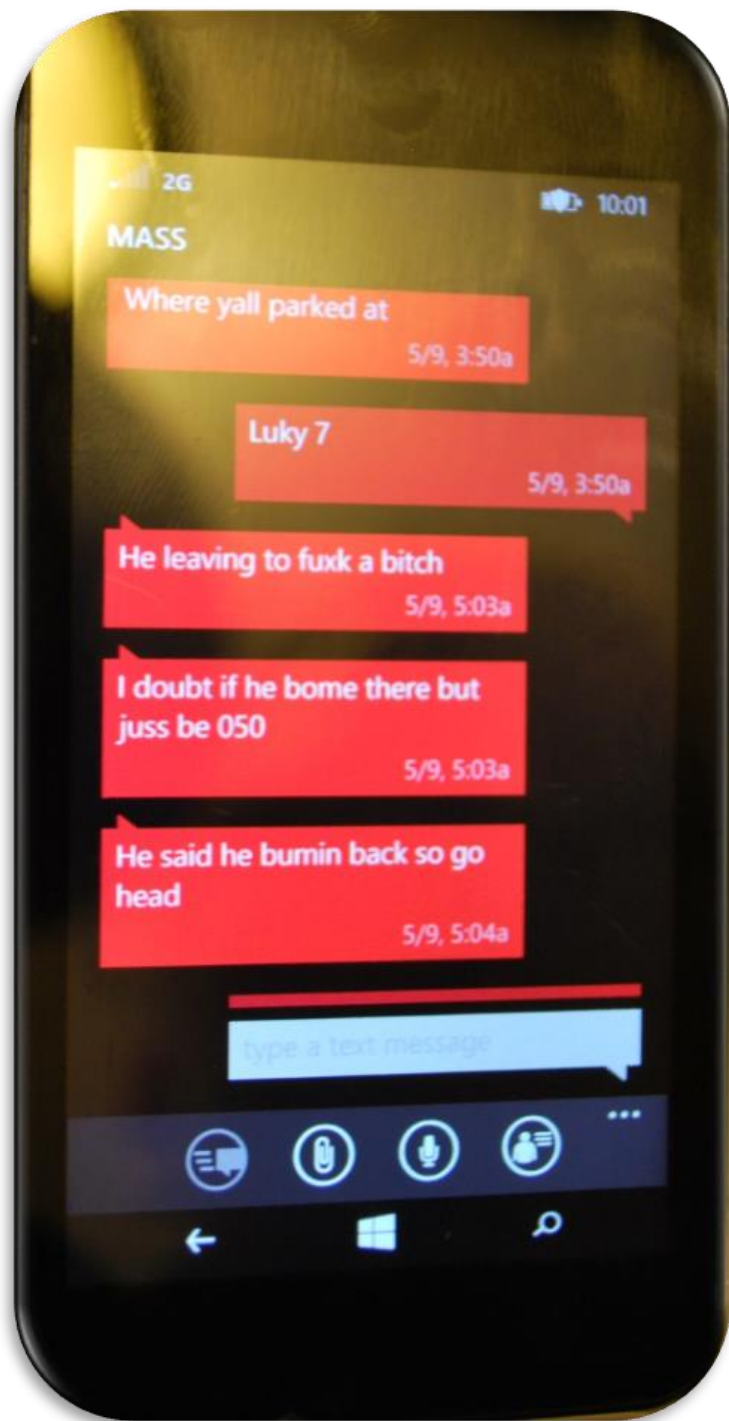 2G 10:01
MASS
Where yall parked at
5/9, 3:50a
Luky 7
5/9, 3:50a
He leaving to fuxk a bitch
5/9, 5:03a
I doubt if he bome there but
juss be 050
5/9, 5:03a
He said he bumin back so go
head
5/9, 5:04a
type a text message